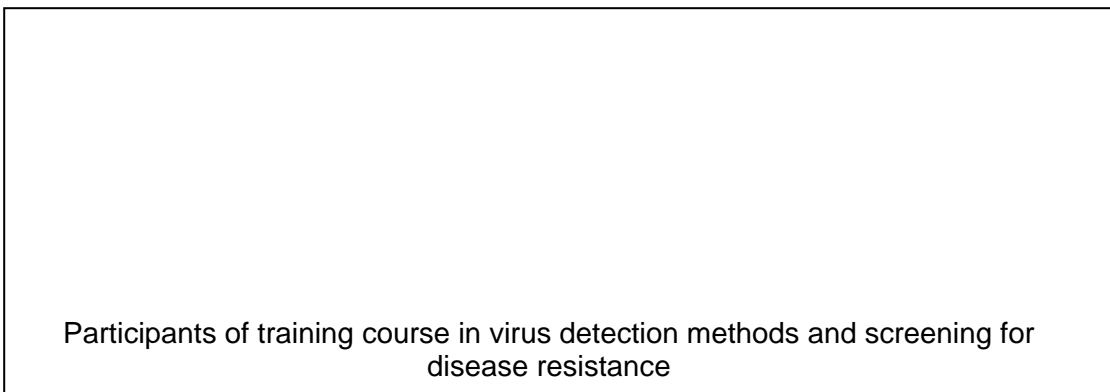 Participants of training course in virus detection methods and screening for
disease resistance